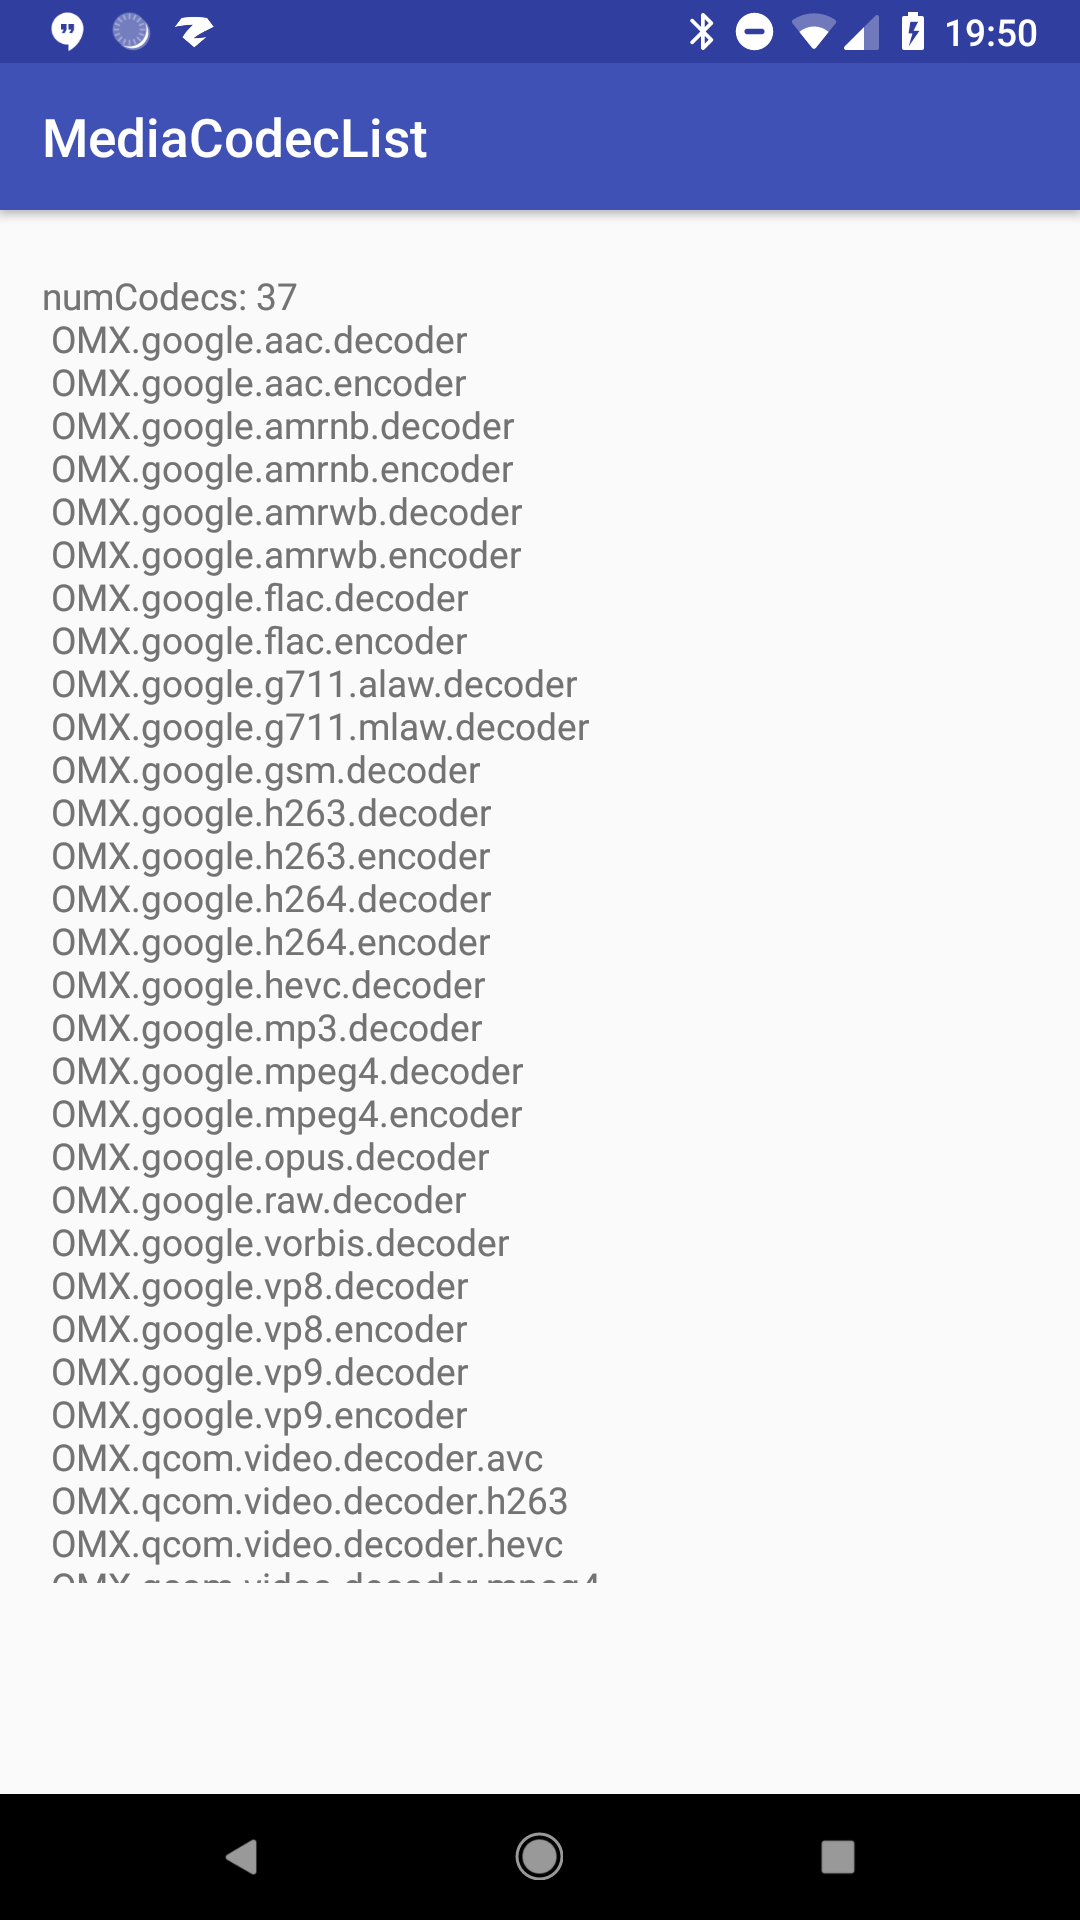 19:50
MediaCodecList
numCodecs: 37
OMX.google.aac.decoder
OMX.google.aac.encoder
OMX.google.amrnb.decoder
OMX.google.amrnb.encoder
OMX.google.amrwb.decoder
OMX.google.amrwb.encoder
OMX.google.flac.decoder
OMX.google.flac.encoder
OMX.google.g711.alaw.decoder
OMX.google.g711.mlaw.decoder
OMX.google.gsm.decoder
OMX.google.h263.decoder
OMX.google.h263.encoder
OMX.google.h264.decoder
OMX.google.h264.encoder
OMX.google.hevc.decoder
OMX.google.mp3.decoder
OMX.google.mpeg4.decoder
OMX.google.mpeg4.encoder
OMX.google.opus.decoder
OMX.google.raw.decoder
OMX.google.vorbis.decoder
OMX.google.vp8.decoder
OMX.google.vp8.encoder
OMX.google.vp9.decoder
OMX.google.vp9.encoder
OMX.qcom.video.decoder.avc
OMX.qcom.video.decoder.h263
OMX.qcom.video.decoder.hevc
OMX.qcom.video.decoder.mpeg4